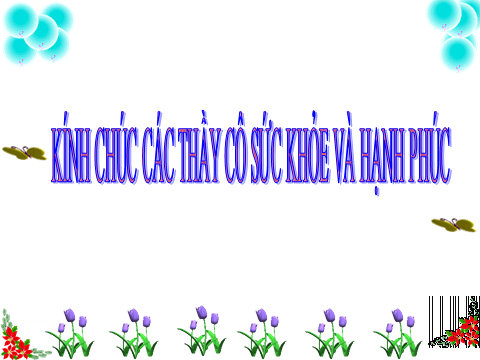 KÍNH CHÚC CÁC THẦY CÔ SỨC KHỎE VÀ HẠNH PHÚC